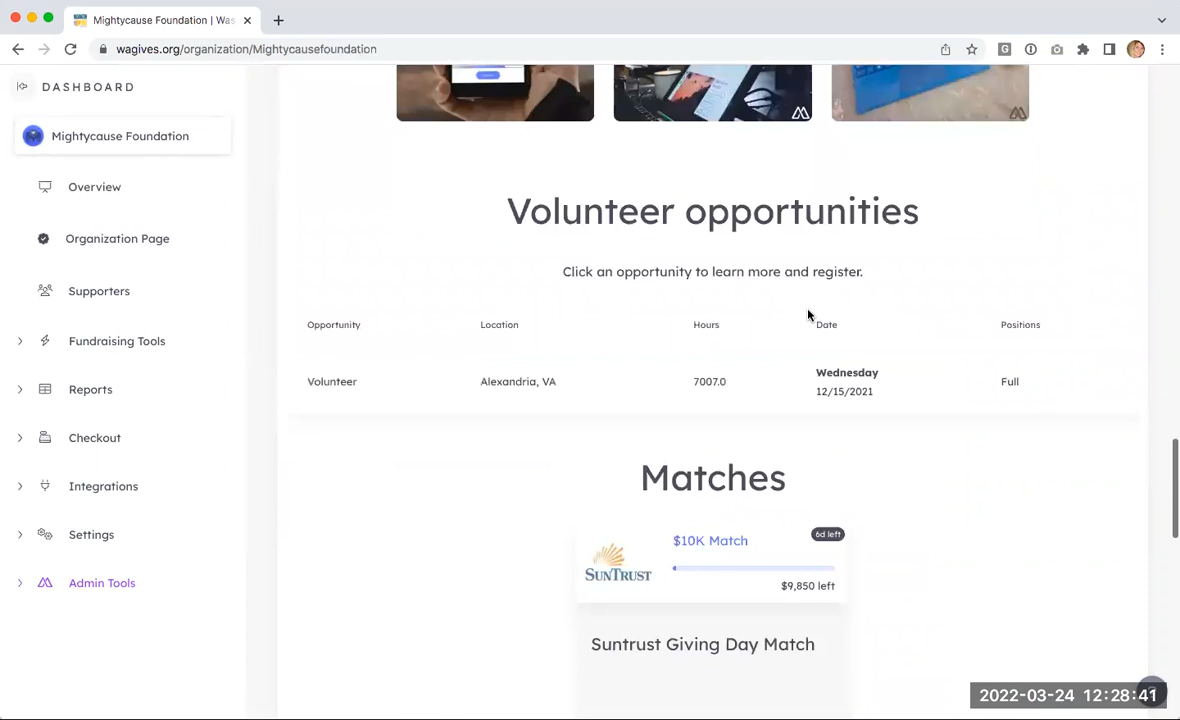 Mightycause Foundation | Was
wagives.org/organization/Mightycausefoundation
DASHBOARD
Mightycause Foundation
Overview
Organization Page
Supporters
Fundraising Tools
Reports
Checkout
Integrations
Settings
Admin Tools
Volunteer opportunities
Click an opportunity to learn more and register.
Opportunity Location Hours Date Positions
Volunteer Alexandria, VA 7007.0 Wednesday 12/15/2021 Full
Matches
SUNTRUST
$10K Match
6d left
$9,850 left
Suntrust Giving Day Match
2022-03-24 12:28:41